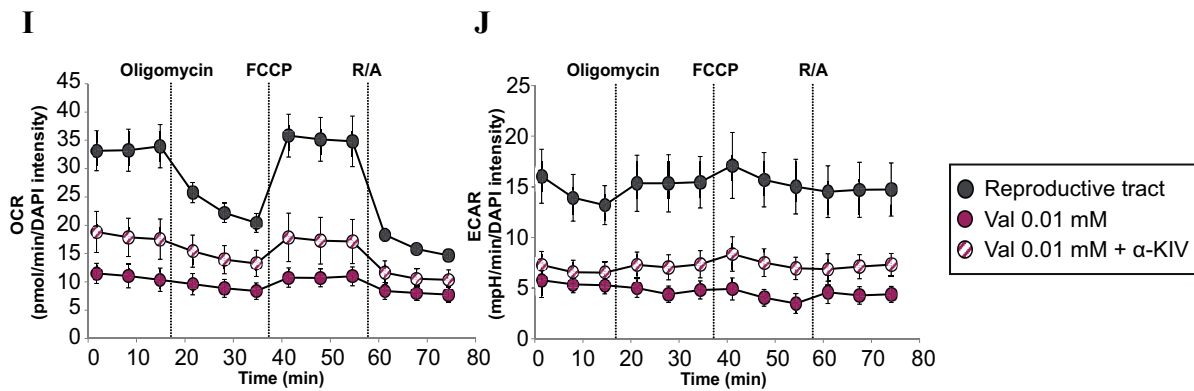 I
Oligomycin FCCP R/A
OCR
(pmol/min/DAPI intensity)
45
40
35
30
25
20
15
10
5
0
0 10 20 30 40 50 60 70 80
Time (min)
J
Oligomycin FCCP R/A
ECAR
(mpH/min/DAPI intensity)
25
20
15
10
5
0
0 10 20 30 40 50 60 70 80
Time (min)
Reproductive tract
Val 0.01 mM
Val 0.01 mM + α-KIV